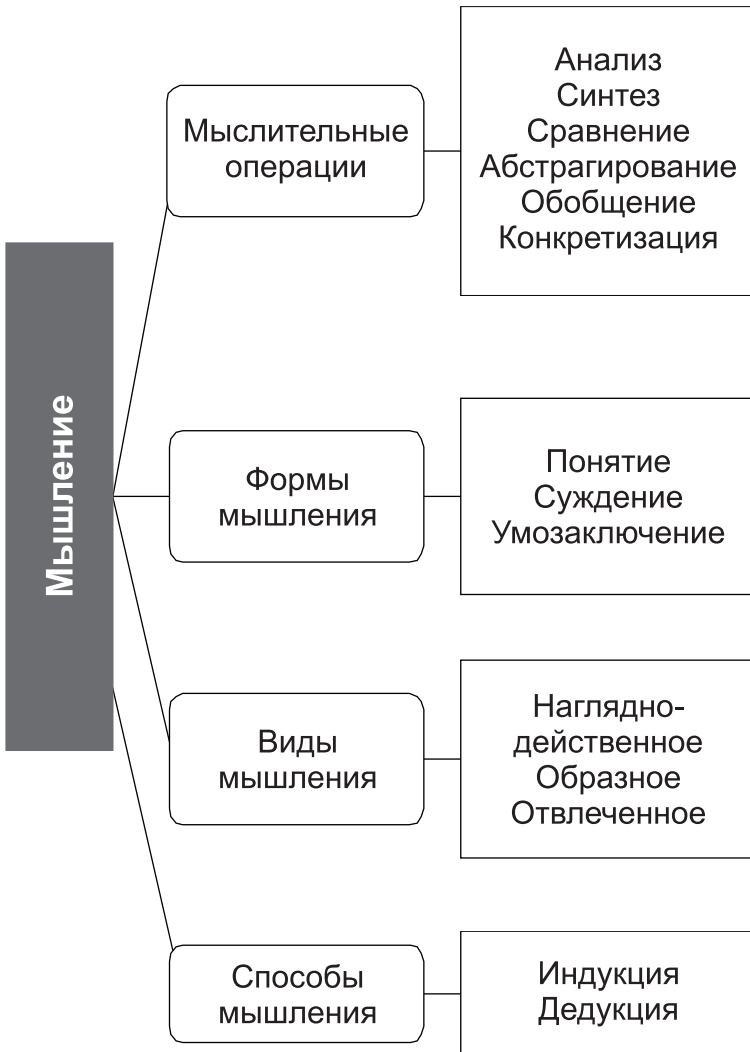 Мышление
Мыслительные
операции
Анализ
Синтез
Сравнение
Абстрагирование
Обобщение
Конкретизация
Формы
мышления
Понятие
Суждение
Умозаключение
Виды
мышления
Наглядно-
действенное
Образное
Отвлеченное
Способы
мышления
Индукция
Дедукция